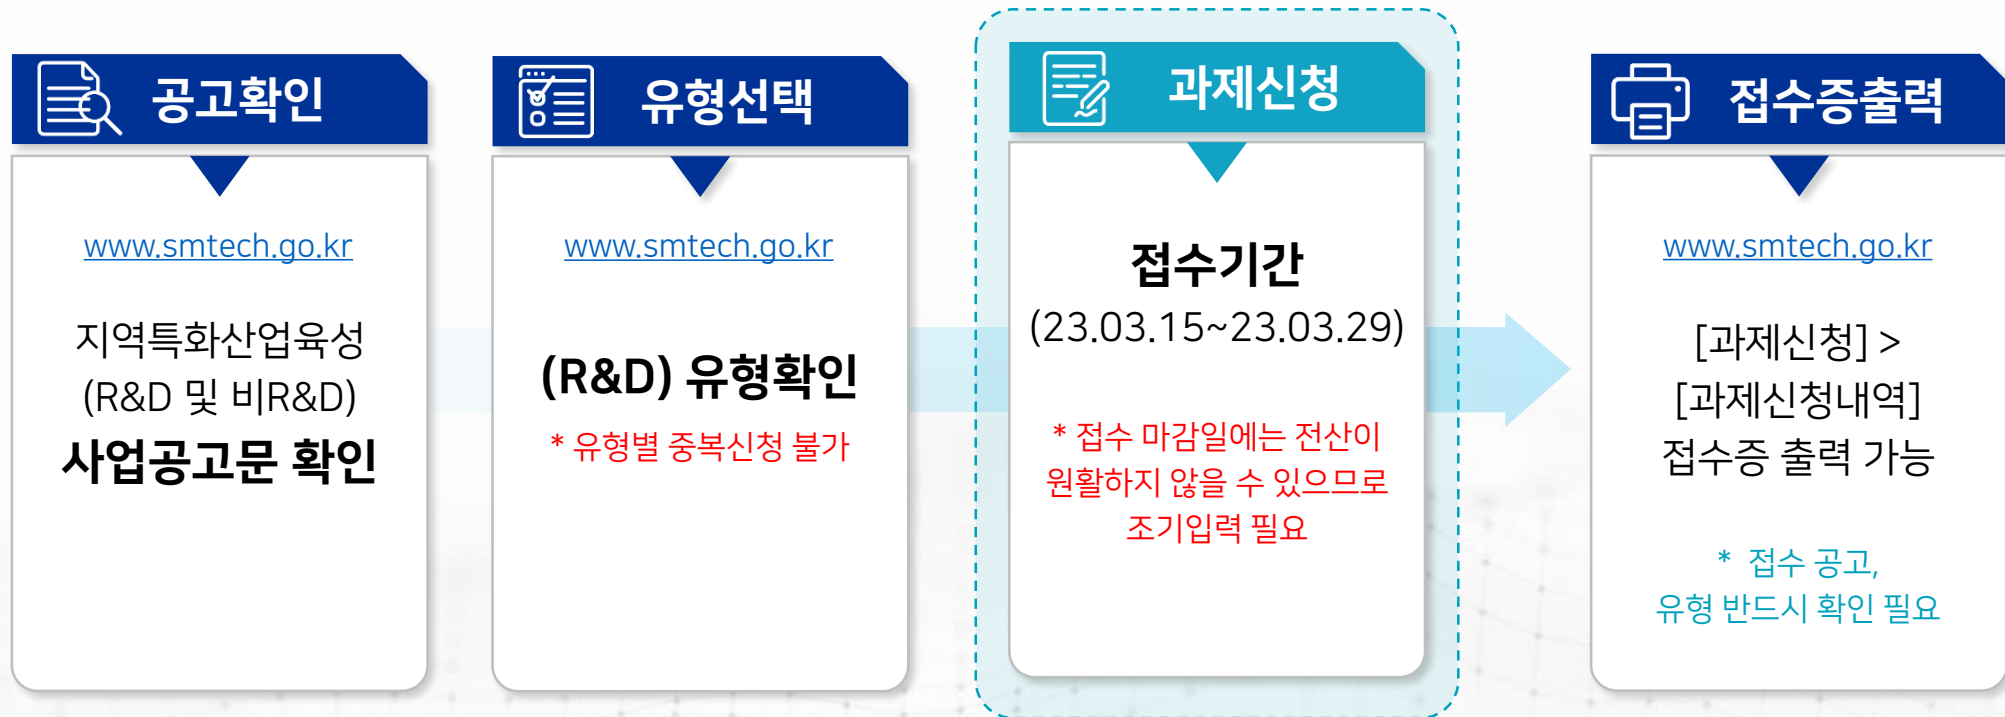 공고확인
www.smtech.go.kr
지역특화산업육성
(R&D 및 비R&D)
사업공고문 확인
유형선택
www.smtech.go.kr
(R&D) 유형확인
* 유형별 중복신청 불가
과제신청
접수기간
(23.03.15~23.03.29)
* 접수 마감일에는 전산이
원활하지 않을 수 있으므로
조기입력 필요
접수증출력
www.smtech.go.kr
[과제신청] >
[과제신청내역]
접수증 출력 가능
* 접수 공고,
유형 반드시 확인 필요